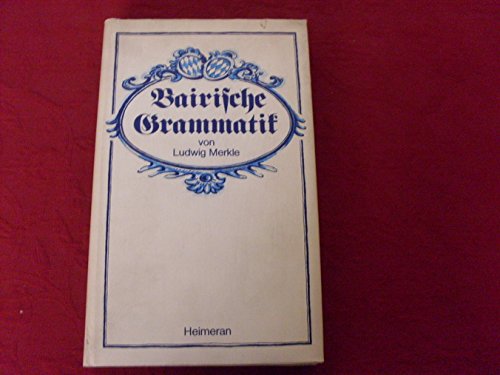 Bairiſche
Grammatik
von
Ludwig Merkle
Heimeran